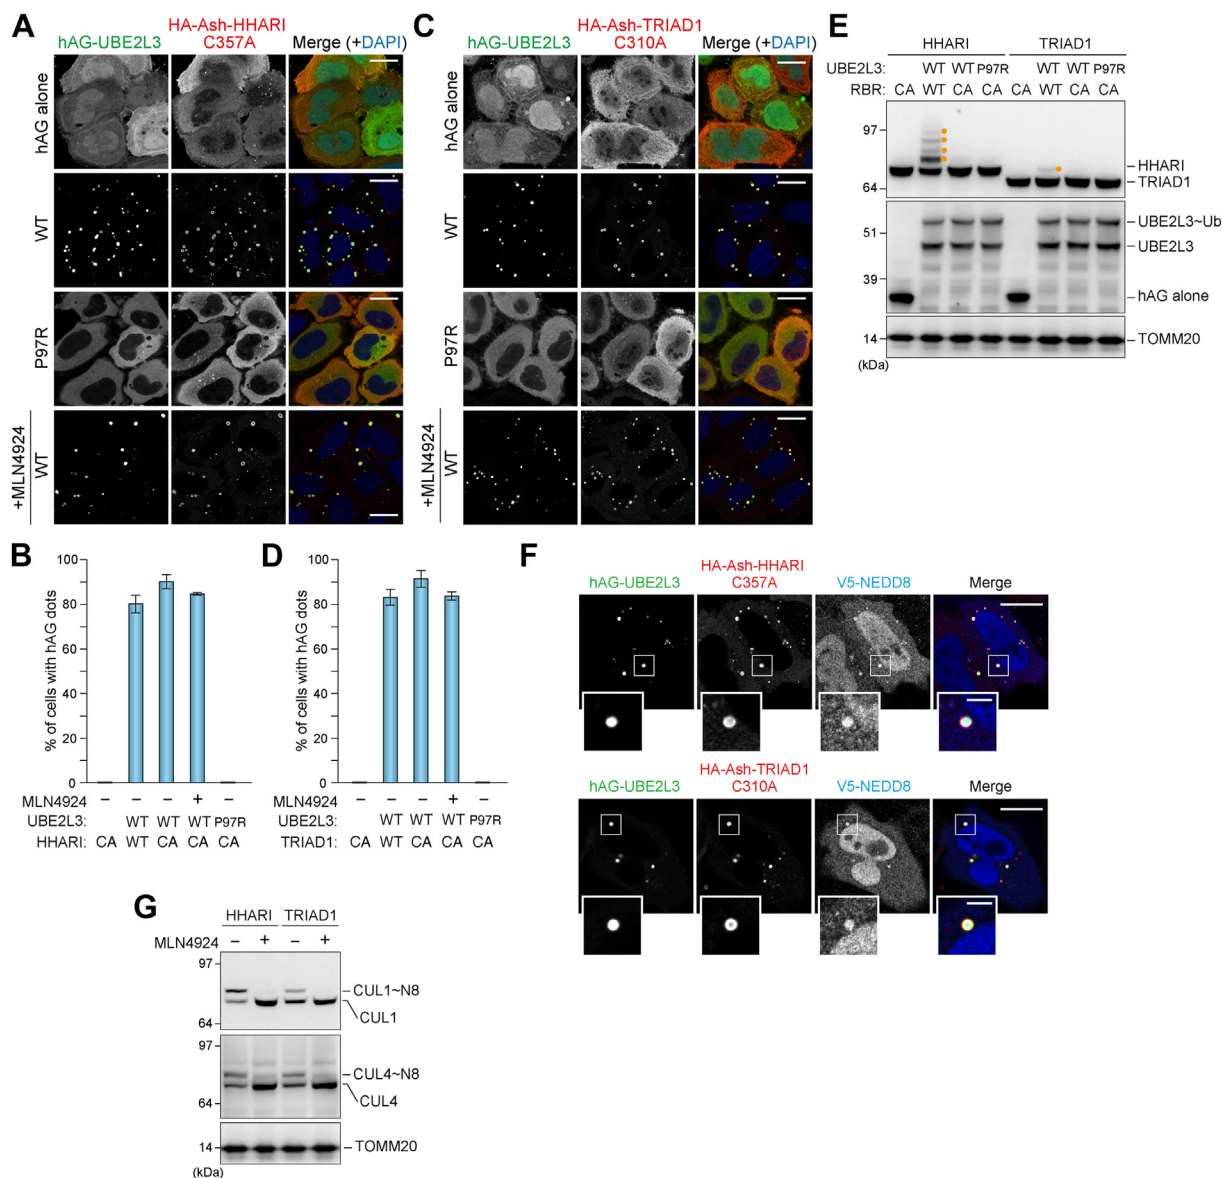 A
HA-Ash-HHARI
hAG-UBE2L3 C357A Merge (+DAPI)
hAG alone
WT
P97R
+MLN4924
WT
C
HA-Ash-TRIAD1
hAG-UBE2L3 C310A Merge (+DAPI)
hAG alone
WT
P97R
+MLN4924
WT
E
HHARI TRIAD1
UBE2L3: WT WT P97R WT WT P97R
RBR: CA WT CA CA CA WT CA CA
97
64
HHARI
TRIAD1
51
39
UBE2L3~Ub
UBE2L3
hAG alone
14
TOMM20
(kDa)
B
% of cells with hAG dots
100
80
60
40
20
0
MLN4924 – – – + –
UBE2L3: WT WT WT P97R
HHARI: CA WT CA CA CA
D
% of cells with hAG dots
100
80
60
40
20
0
MLN4924 – – – + –
UBE2L3: WT WT WT P97R
TRIAD1: CA WT CA CA CA
F
HA-Ash-HHARI
hAG-UBE2L3 C357A V5-NEDD8 Merge
HA-Ash-TRIAD1
hAG-UBE2L3 C310A V5-NEDD8 Merge
G
HHARI TRIAD1
MLN4924 – + – +
97
64
CUL1~N8
CUL1
97
64
CUL4~N8
CUL4
14
TOMM20
(kDa)